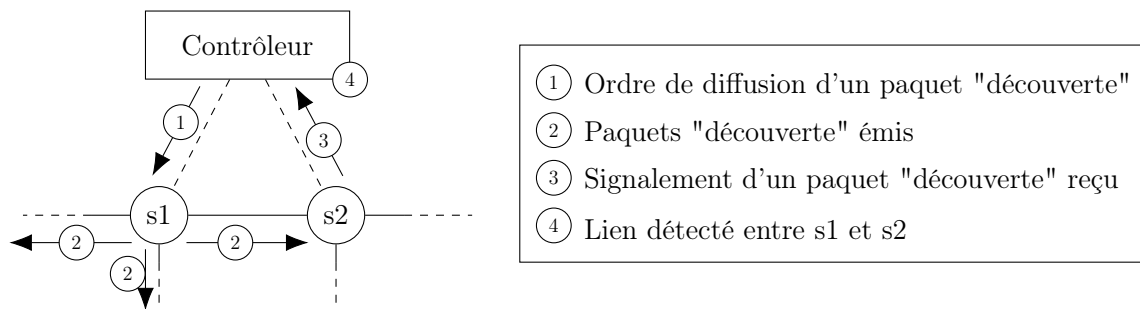 Contrôleur
4
1
3
s1
s2
2
2
2
1 Ordre de diffusion d'un paquet "découverte"
2 Paquets "découverte" émis
3 Signalement d'un paquet "découverte" reçu
4 Lien détecté entre s1 et s2